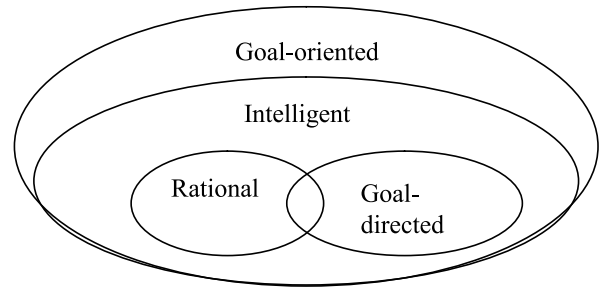 Goal-oriented
Intelligent
Rational
Goal-
directed